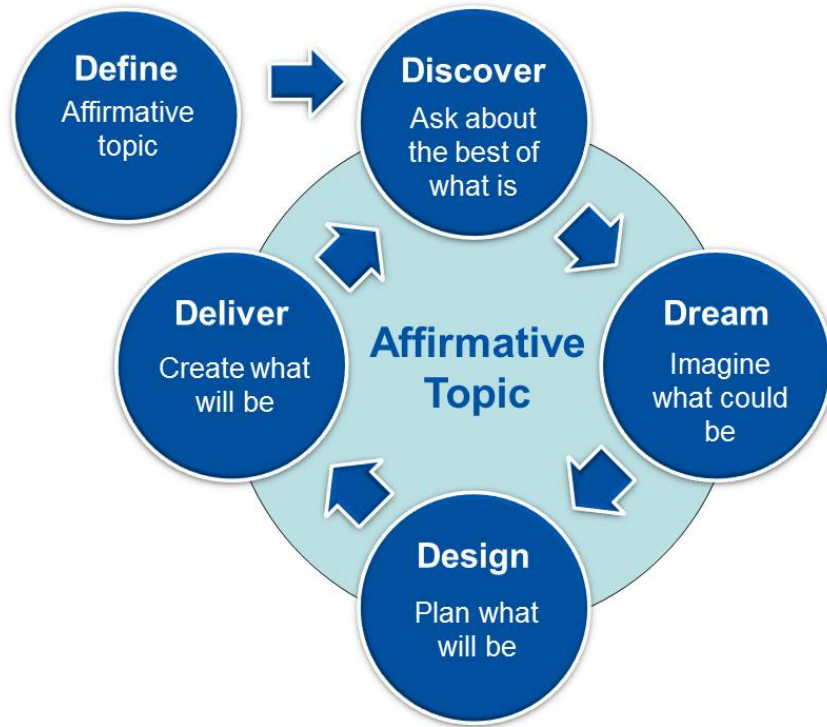 Define
Affirmative
topic
Discover
Ask about
the best of
what is
Dream
Imagine
what could
be
Design
Plan what
will be
Deliver
Create what
will be
Affirmative
Topic